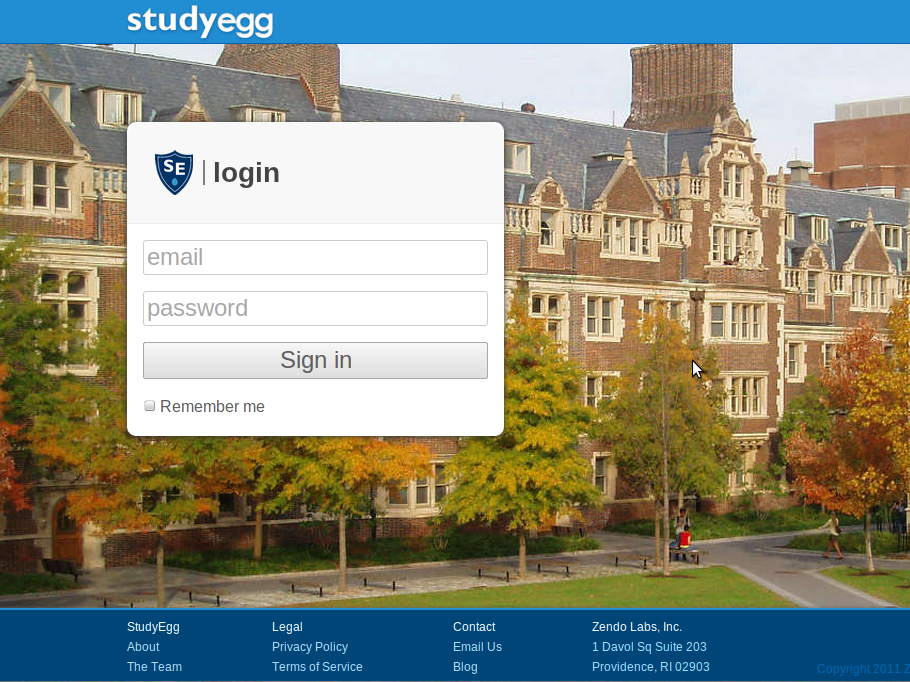 studyegg
SE | login
email
password
Sign in
Remember me
StudyEgg
About
The Team
Legal
Privacy Policy
Terms of Service
Contact
Email Us
Blog
Zendo Labs, Inc.
1 Davol Sq Suite 203
Providence, RI 02903
Copyright 2011 Z